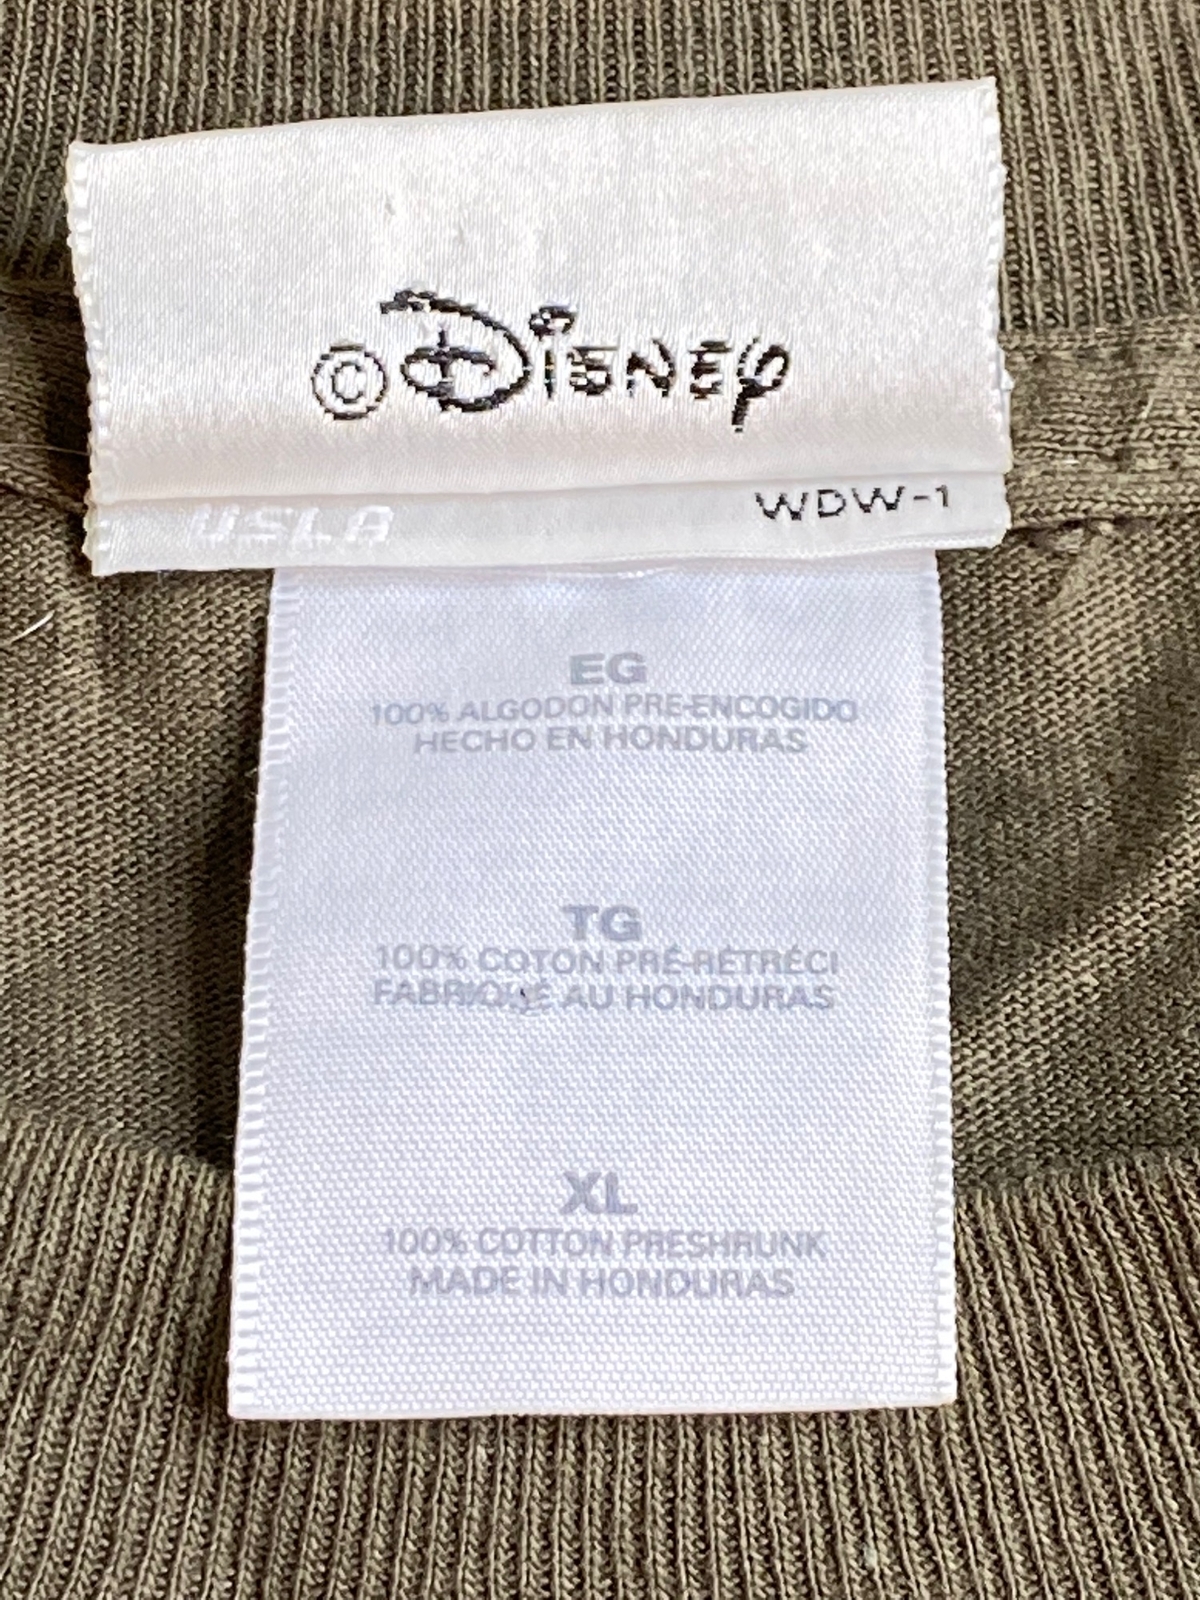 © Disney
WDW-1
EG
100% ALGODON PRE-ENCOGIDO
HECHO EN HONDURAS
TG
100% COTON PRÉ-RÉTRÉCI
FABRIQUÉ AU HONDURAS
XL
100% COTTON PRESHRUNK
MADE IN HONDURAS